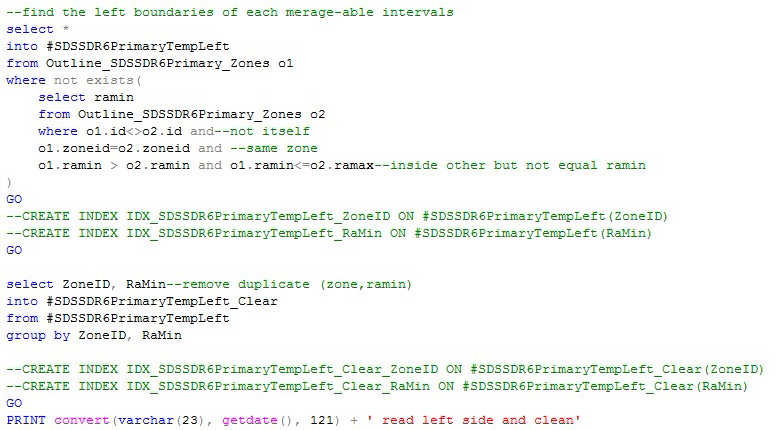 --find the left boundaries of each merage-able intervals
select *
into #SDSSDR6PrimaryTempLeft
from Outline_SDSSDR6Primary_Zones o1
where not exists(
    select ramin
    from Outline_SDSSDR6Primary_Zones o2
    where o1.id<>o2.id and--not itself
    o1.zoneid=o2.zoneid and --same zone
    o1.ramin > o2.ramin and o1.ramin<=o2.ramax--inside other but not equal ramin
)
GO
--CREATE INDEX IDX_SDSSDR6PrimaryTempLeft_ZoneID ON #SDSSDR6PrimaryTempLeft(ZoneID)
--CREATE INDEX IDX_SDSSDR6PrimaryTempLeft_RaMin ON #SDSSDR6PrimaryTempLeft(RaMin)
GO

select ZoneID, RaMin--remove duplicate (zone,ramin)
into #SDSSDR6PrimaryTempLeft_Clear
from #SDSSDR6PrimaryTempLeft
group by ZoneID, RaMin

--CREATE INDEX IDX_SDSSDR6PrimaryTempLeft_Clear_ZoneID ON #SDSSDR6PrimaryTempLeft_Clear(ZoneID)
--CREATE INDEX IDX_SDSSDR6PrimaryTempLeft_Clear_RaMin ON #SDSSDR6PrimaryTempLeft_Clear(RaMin)
GO
PRINT convert(varchar(23), getdate(), 121) + ' read left side and clean'